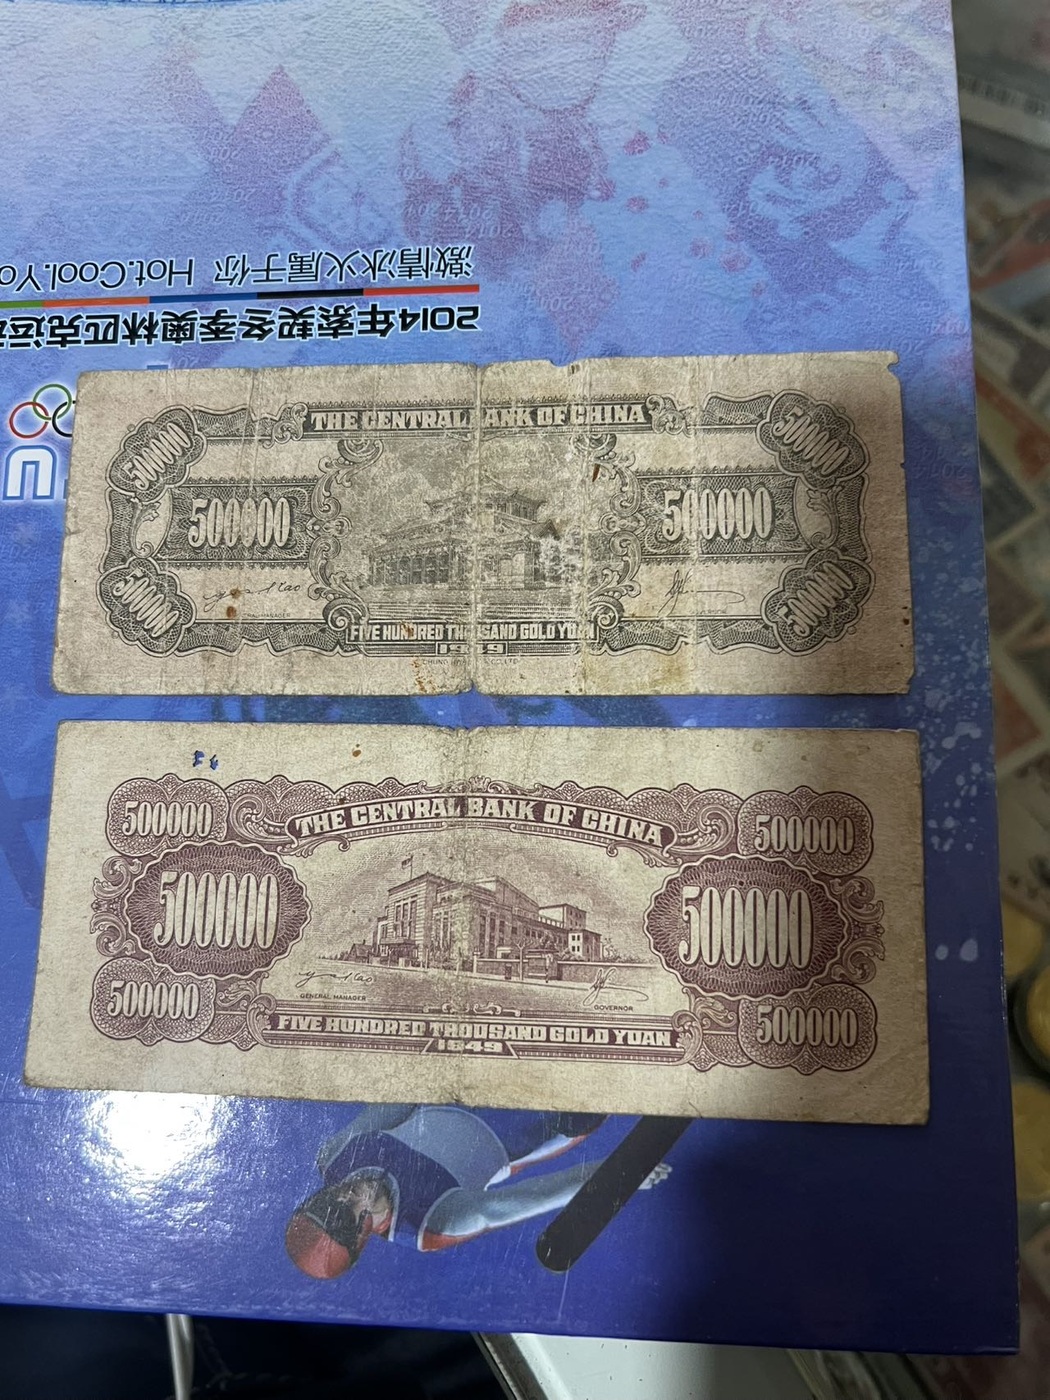 激情冰火属于你 Hot.Cool.Yo
2014年索契冬季奥林匹克运动
THE CENTRAL BANK OF CHINA
500000 500000
500000 500000
500000 500000
FIVE HUNDRED THOUSAND GOLD YUAN
1949
500000 THE CENTRAL BANK OF CHINA 500000
500000 500000
GENERAL MANAGER GOVERNOR
500000 500000
FIVE HUNDRED THOUSAND GOLD YUAN
1949